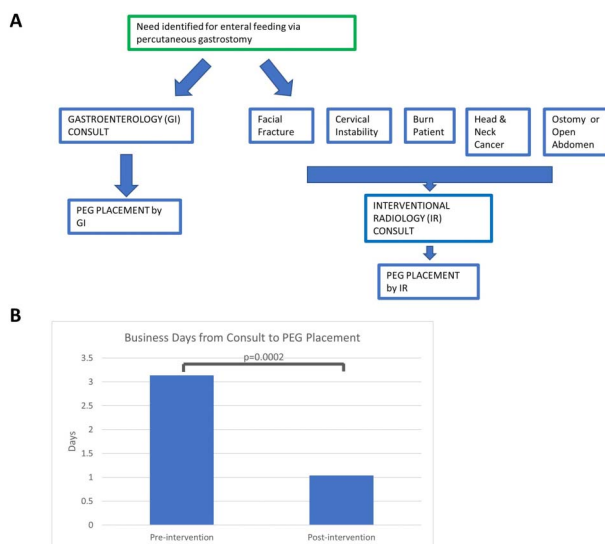 A
Need identified for enteral feeding via
percutaneous gastrostomy
GASTROENTEROLOGY (GI)
CONSULT
Facial
Fracture
Cervical
Instability
Burn
Patient
Head &
Neck
Cancer
Ostomy or
Open
Abdomen
PEG PLACEMENT by
GI
INTERVENTIONAL
RADIOLOGY (IR)
CONSULT
PEG PLACEMENT
by IR
B
Business Days from Consult to PEG Placement
p=0.0002
3.5
3
2.5
2
1.5
1
0.5
0
Days
Pre-intervention
Post-intervention